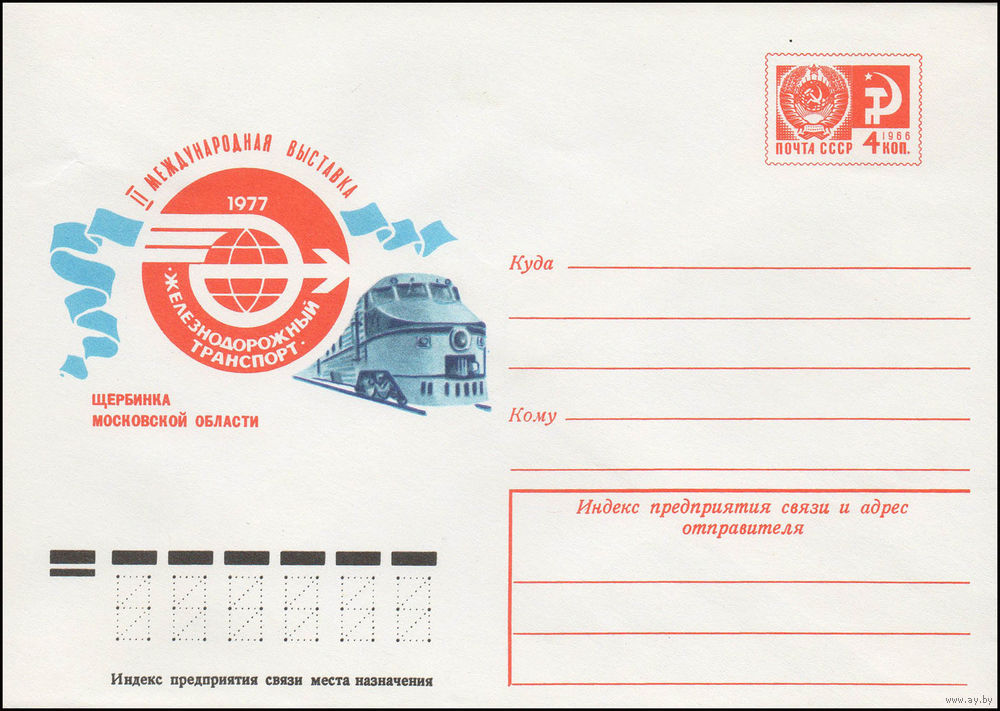 II МЕЖДУНАРОДНАЯ ВЫСТАВКА
1977
·ЖЕЛЕЗНОДОРОЖНЫЙ
ТРАНСПОРТ·
ЩЕРБИНКА
МОСКОВСКОЙ ОБЛАСТИ
1966
ПОЧТА СССР 4 КОП.
Куда
Кому
Индекс предприятия связи и адрес
отправителя
Индекс предприятия связи места назначения
www.ay.by